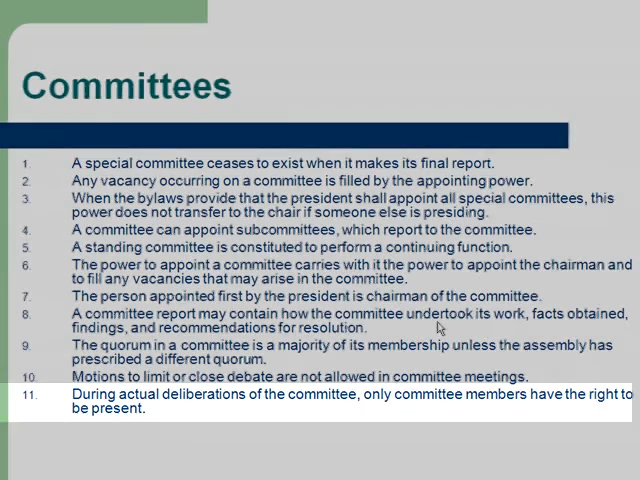 Committees
1. A special committee ceases to exist when it makes its final report.
2. Any vacancy occurring on a committee is filled by the appointing power.
3. When the bylaws provide that the president shall appoint all special committees, this
power does not transfer to the chair if someone else is presiding.
4. A committee can appoint subcommittees, which report to the committee.
5. A standing committee is constituted to perform a continuing function.
6. The power to appoint a committee carries with it the power to appoint the chairman and
to fill any vacancies that may arise in the committee.
7. The person appointed first by the president is chairman of the committee.
8. A committee report may contain how the committee undertook its work, facts obtained,
findings, and recommendations for resolution.
9. The quorum in a committee is a majority of its membership unless the assembly has
prescribed a different quorum.
10. Motions to limit or close debate are not allowed in committee meetings.
11. During actual deliberations of the committee, only committee members have the right to
be present.